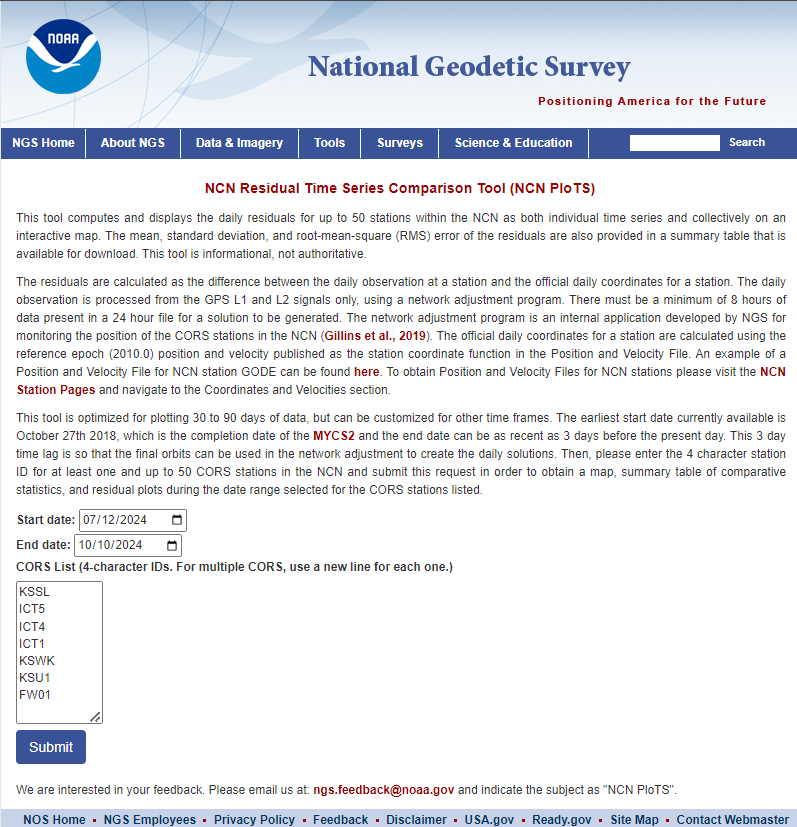 NOAA
National Geodetic Survey
Positioning America for the Future
NGS Home About NGS Data & Imagery Tools Surveys Science & Education Search
NCN Residual Time Series Comparison Tool (NCN PloTS)
This tool computes and displays the daily residuals for up to 50 stations within the NCN as both individual time series and collectively on an
interactive map. The mean, standard deviation, and root-mean-square (RMS) error of the residuals are also provided in a summary table that is
available for download. This tool is informational, not authoritative.
The residuals are calculated as the difference between the daily observation at a station and the official daily coordinates for a station. The daily
observation is processed from the GPS L1 and L2 signals only, using a network adjustment program. There must be a minimum of 8 hours of
data present in a 24 hour file for a solution to be generated. The network adjustment program is an internal application developed by NGS for
monitoring the position of the CORS stations in the NCN (Gillins et al., 2019). The official daily coordinates for a station are calculated using the
reference epoch (2010.0) position and velocity published as the station coordinate function in the Position and Velocity File. An example of a
Position and Velocity File for NCN station GODE can be found here. To obtain Position and Velocity Files for NCN stations please visit the NCN
Station Pages and navigate to the Coordinates and Velocities section.
This tool is optimized for plotting 30 to 90 days of data, but can be customized for other time frames. The earliest start date currently available is
October 27th 2018, which is the completion date of the MYCS2 and the end date can be as recent as 3 days before the present day. This 3 day
time lag is so that the final orbits can be used in the network adjustment to create the daily solutions. Then, please enter the 4 character station
ID for at least one and up to 50 CORS stations in the NCN and submit this request in order to obtain a map, summary table of comparative
statistics, and residual plots during the date range selected for the CORS stations listed.
Start date: 07/12/2024
End date: 10/10/2024
CORS List (4-character IDs. For multiple CORS, use a new line for each one.)
KSSL
ICT5
ICT4
ICT1
KSWK
KSU1
FW01
Submit
We are interested in your feedback. Please email us at: ngs.feedback@noaa.gov and indicate the subject as "NCN PloTS".
NOS Home ▪ NGS Employees ▪ Privacy Policy ▪ Feedback ▪ Disclaimer ▪ USA.gov ▪ Ready.gov ▪ Site Map ▪ Contact Webmaster